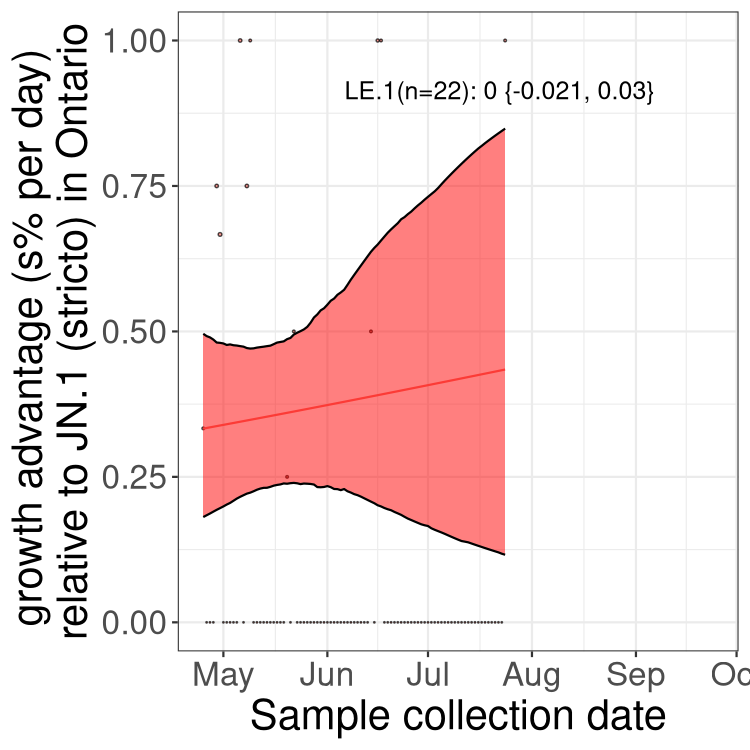 growth advantage (s% per day)
relative to JN.1 (stricto) in Ontario
1.00
0.75
0.50
0.25
0.00
LE.1(n=22): 0 {-0.021, 0.03}
May Jun Jul Aug Sep Oc
Sample collection date